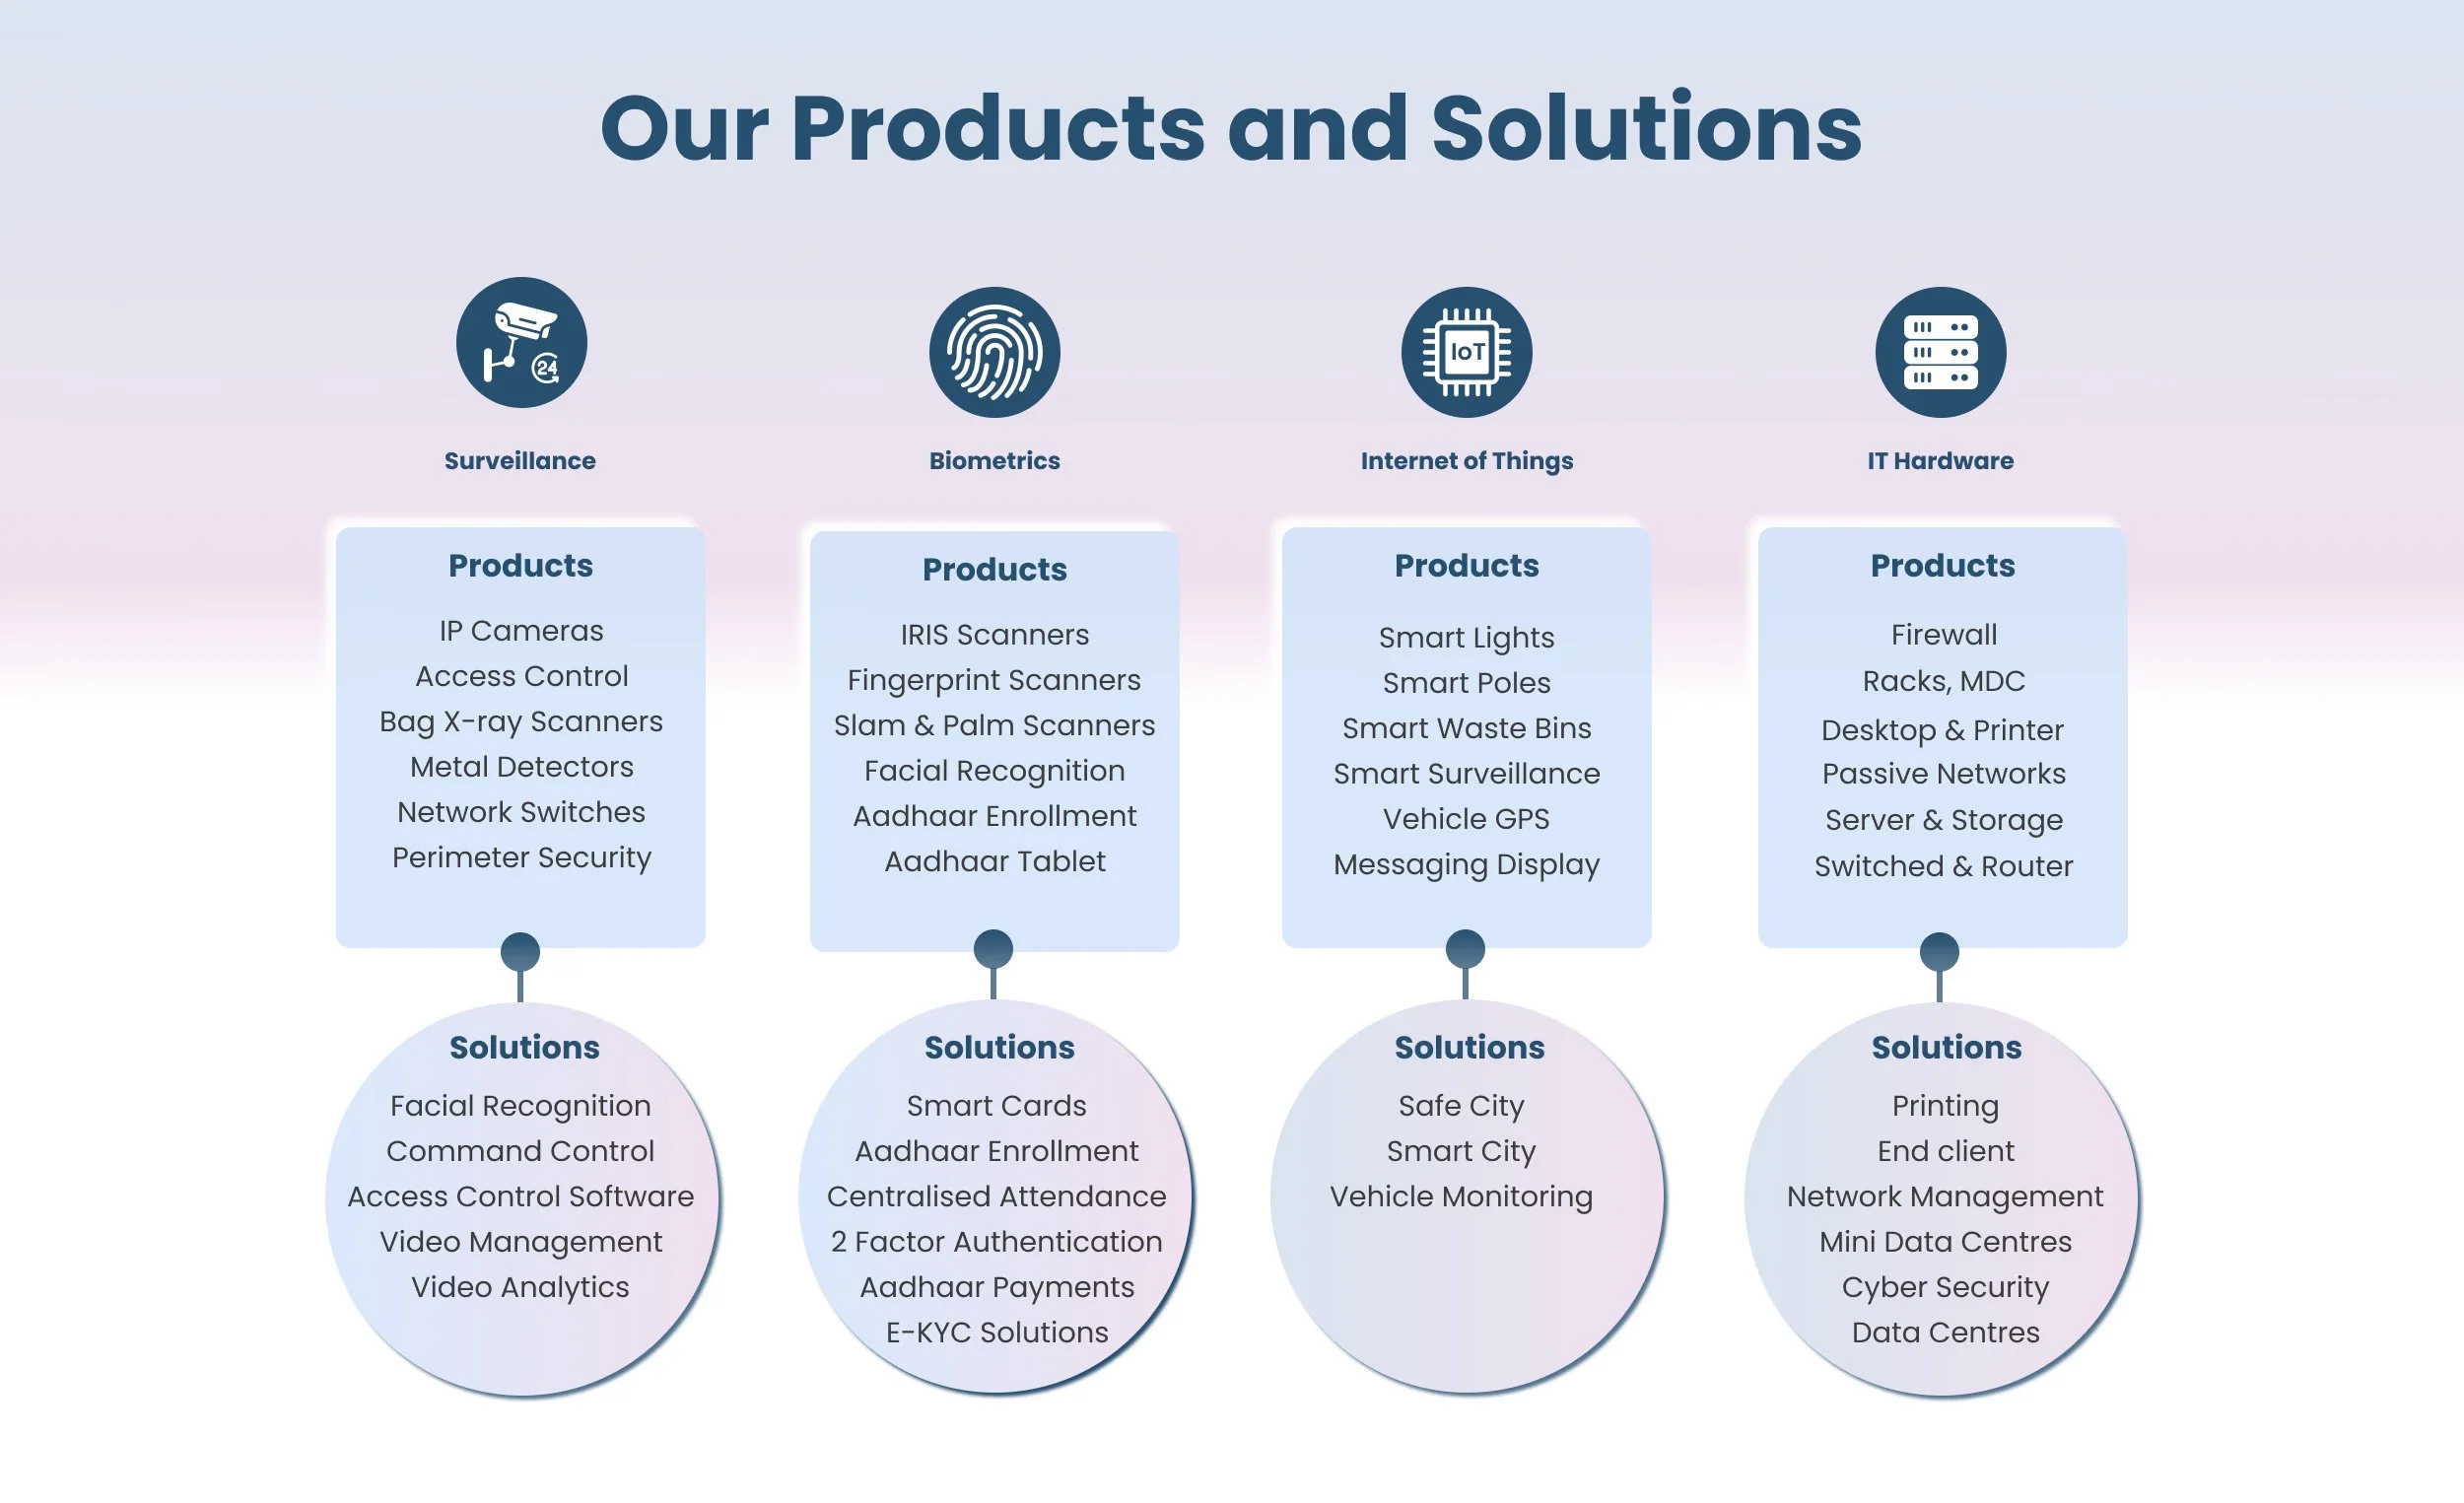 Our Products and Solutions
24
Surveillance
Products
IP Cameras
Access Control
Bag X-ray Scanners
Metal Detectors
Network Switches
Perimeter Security
Solutions
Facial Recognition
Command Control
Access Control Software
Video Management
Video Analytics
Biometrics
Products
IRIS Scanners
Fingerprint Scanners
Slam & Palm Scanners
Facial Recognition
Aadhaar Enrollment
Aadhaar Tablet
Solutions
Smart Cards
Aadhaar Enrollment
Centralised Attendance
2 Factor Authentication
Aadhaar Payments
E-KYC Solutions
IoT
Internet of Things
Products
Smart Lights
Smart Poles
Smart Waste Bins
Smart Surveillance
Vehicle GPS
Messaging Display
Solutions
Safe City
Smart City
Vehicle Monitoring
IT Hardware
Products
Firewall
Racks, MDC
Desktop & Printer
Passive Networks
Server & Storage
Switched & Router
Solutions
Printing
End client
Network Management
Mini Data Centres
Cyber Security
Data Centres